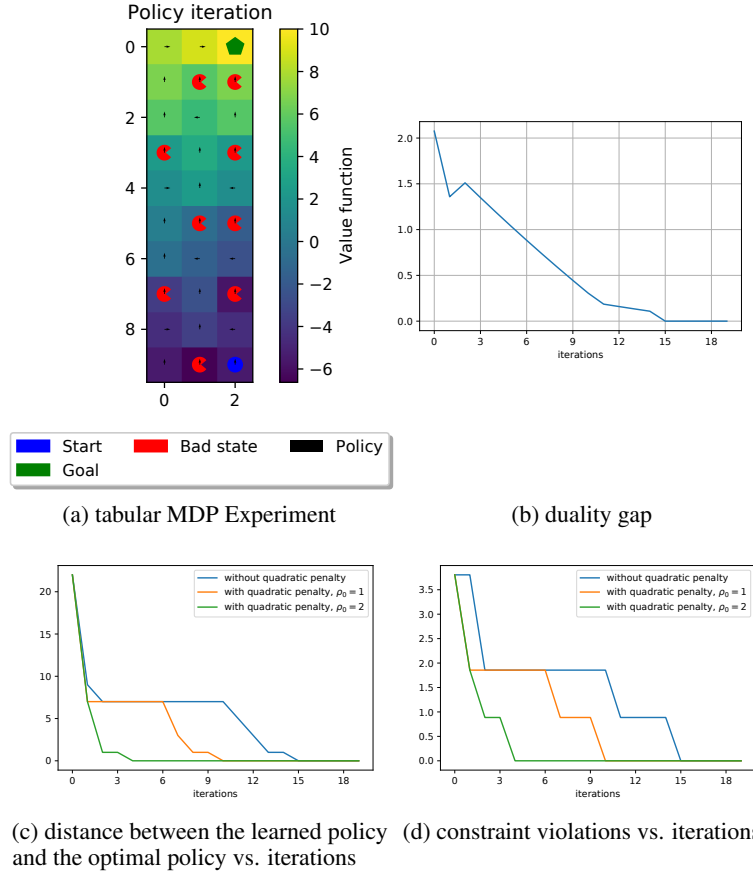 Policy iteration
0
2
4
6
8
0 2
10
8
6
4
2
0
−2
−4
−6
Value function
Start Bad state Policy
Goal
(a) tabular MDP Experiment
2.0
1.5
1.0
0.5
0.0
0 3 6 9 12 15 18
iterations
(b) duality gap
20
15
10
5
0
0 3 6 9 12 15 18
iterations
without quadratic penalty
with quadratic penalty, ρ₀ = 1
with quadratic penalty, ρ₀ = 2
(c) distance between the learned policy
and the optimal policy vs. iterations
3.5
3.0
2.5
2.0
1.5
1.0
0.5
0.0
0 3 6 9 12 15 18
iterations
without quadratic penalty
with quadratic penalty, ρ₀ = 1
with quadratic penalty, ρ₀ = 2
(d) constraint violations vs. iterations